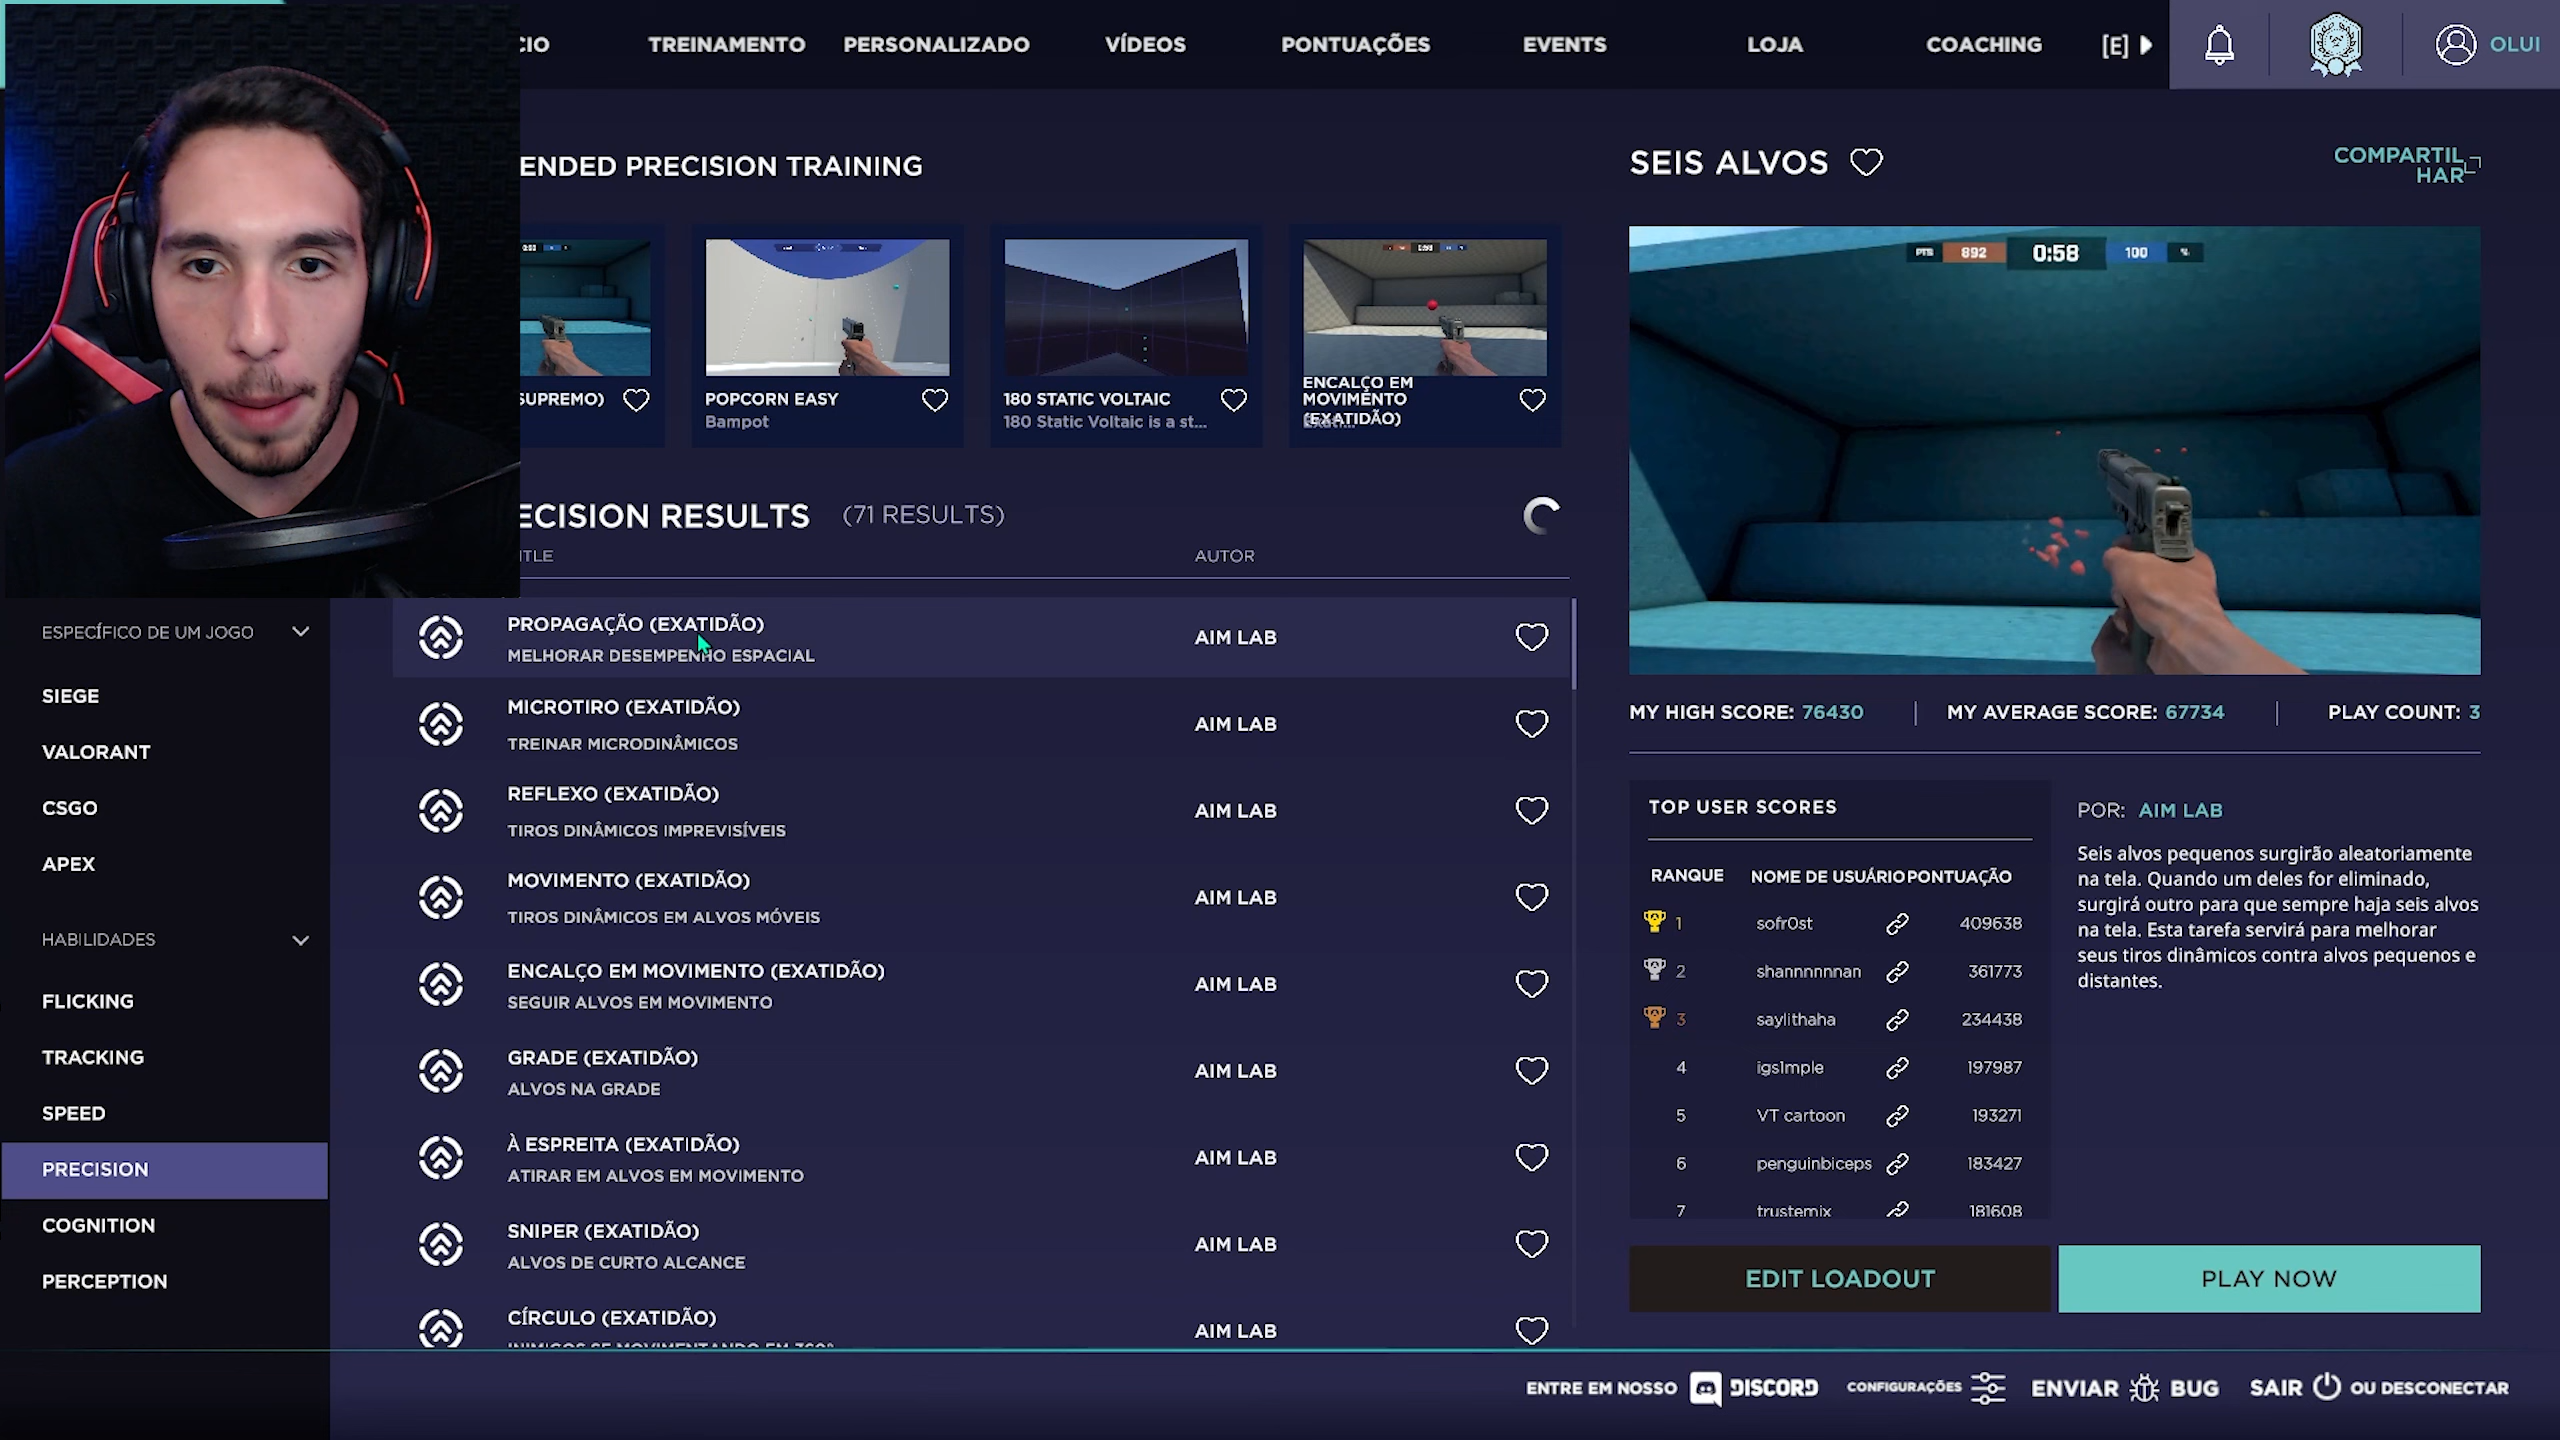 CIO
TREINAMENTO
PERSONALIZADO
VÍDEOS
PONTUAÇÕES
EVENTS
LOJA
COACHING
[E]
OLUI
ENDED PRECISION TRAINING
SUPREMO)
POPCORN EASY
Bampot
180 STATIC VOLTAIC
180 Static Voltaic is a st...
ENCALÇO EM
MOVIMENTO
(EXATIDÃO)
ECISION RESULTS (71 RESULTS)
ITLE
AUTOR
PROPAGAÇÃO (EXATIDÃO)
MELHORAR DESEMPENHO ESPACIAL
AIM LAB
MICROTIRO (EXATIDÃO)
TREINAR MICRODINÂMICOS
AIM LAB
REFLEXO (EXATIDÃO)
TIROS DINÂMICOS IMPREVISÍVEIS
AIM LAB
MOVIMENTO (EXATIDÃO)
TIROS DINÂMICOS EM ALVOS MÓVEIS
AIM LAB
ENCALÇO EM MOVIMENTO (EXATIDÃO)
SEGUIR ALVOS EM MOVIMENTO
AIM LAB
GRADE (EXATIDÃO)
ALVOS NA GRADE
AIM LAB
À ESPREITA (EXATIDÃO)
ATIRAR EM ALVOS EM MOVIMENTO
AIM LAB
SNIPER (EXATIDÃO)
ALVOS DE CURTO ALCANCE
AIM LAB
CÍRCULO (EXATIDÃO)
INIMIGOS SE MOVIMENTANDO EM 360º
AIM LAB
ESPECÍFICO DE UM JOGO
SIEGE
VALORANT
CSGO
APEX
HABILIDADES
FLICKING
TRACKING
SPEED
PRECISION
COGNITION
PERCEPTION
SEIS ALVOS
COMPARTIL
HAR
PTS 892 0:58 100 %
MY HIGH SCORE: 76430
MY AVERAGE SCORE: 67734
PLAY COUNT: 3
TOP USER SCORES
RANQUE NOME DE USUÁRIO PONTUAÇÃO
1 sofr0st 409638
2 shannnnnnan 361773
3 saylithaha 234438
4 igs1mple 197987
5 VT cartoon 193271
6 penguinbiceps 183427
7 trustemix 181608
POR: AIM LAB
Seis alvos pequenos surgirão aleatoriamente
na tela. Quando um deles for eliminado,
surgirá outro para que sempre haja seis alvos
na tela. Esta tarefa servirá para melhorar
seus tiros dinâmicos contra alvos pequenos e
distantes.
EDIT LOADOUT
PLAY NOW
ENTRE EM NOSSO DISCORD
CONFIGURAÇÕES
ENVIAR BUG
SAIR OU DESCONECTAR